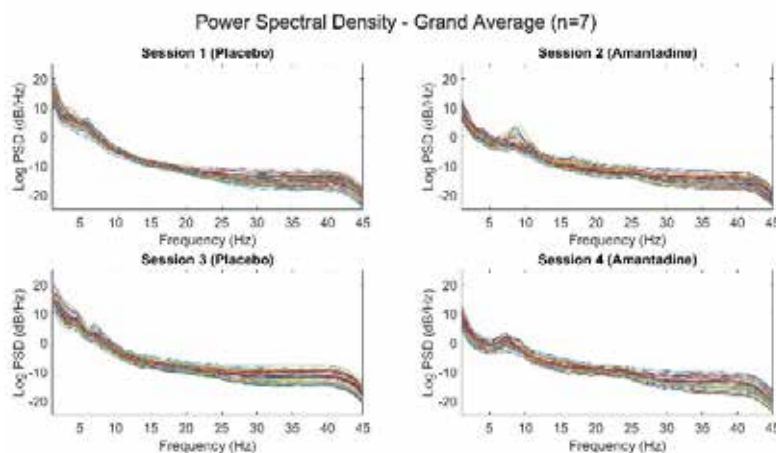 Power Spectral Density - Grand Average (n=7)
Session 1 (Placebo)
Log PSD (dB/Hz)
20
10
0
-10
-20
5 10 15 20 25 30 35 40 45
Frequency (Hz)
Session 2 (Amantadine)
Log PSD (dB/Hz)
20
10
0
-10
-20
5 10 15 20 25 30 35 40 45
Frequency (Hz)
Session 3 (Placebo)
Log PSD (dB/Hz)
20
10
0
-10
-20
5 10 15 20 25 30 35 40 45
Frequency (Hz)
Session 4 (Amantadine)
Log PSD (dB/Hz)
20
10
0
-10
-20
5 10 15 20 25 30 35 40 45
Frequency (Hz)